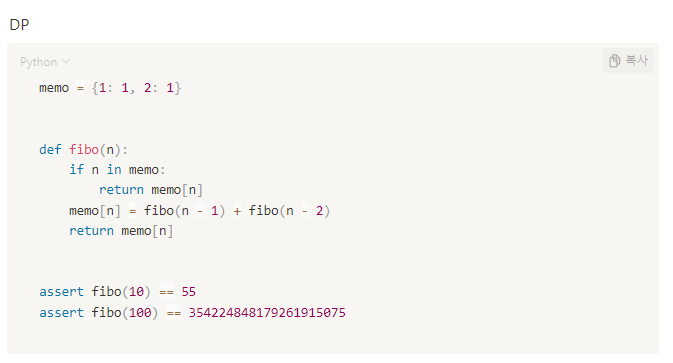 DP
Python
복사
memo = {1: 1, 2: 1}
def fibo(n):
    if n in memo:
        return memo[n]
    memo[n] = fibo(n - 1) + fibo(n - 2)
    return memo[n]
assert fibo(10) == 55
assert fibo(100) == 354224848179261915075